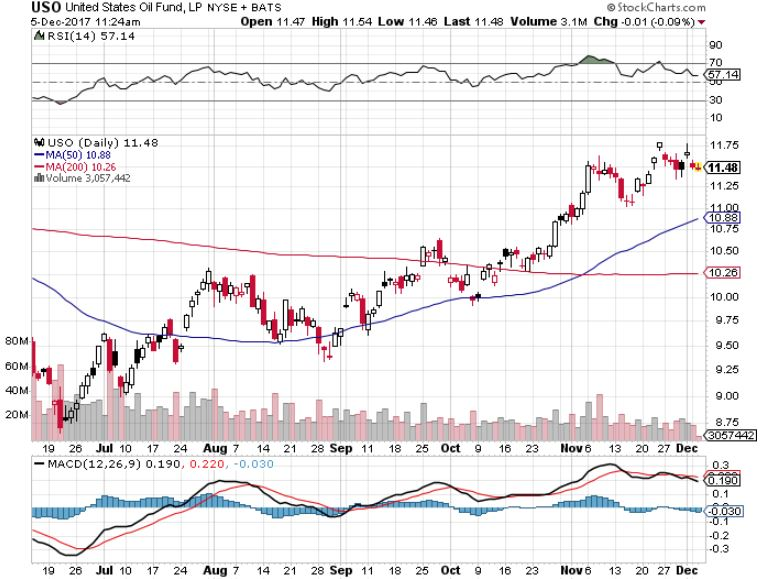 USO United States Oil Fund, LP NYSE + BATS © StockCharts.com
5-Dec-2017 11:24am Open 11.47 High 11.54 Low 11.46 Last 11.48 Volume 3.1M Chg -0.01 (-0.09%)
RSI(14) 57.14
90
70
57.14
50
30
10
USO (Daily) 11.48
MA(50) 10.88
MA(200) 10.26
Volume 3,057,442
11.75
11.48
11.25
11.00
10.88
10.75
10.50
10.26
10.00
9.75
9.50
9.25
9.00
8.75
80M
60M
40M
20M
3057442
19 26 Jul 10 17 24 Aug 7 14 21 28 Sep 11 18 25 Oct 9 16 23 Nov 6 13 20 27 Dec
MACD(12,26,9) 0.190, 0.220, -0.030
0.3
0.190
0.1
-0.030
-0.1
-0.2
-0.3
19 26 Jul 10 17 24 Aug 7 14 21 28 Sep 11 18 25 Oct 9 16 23 Nov 6 13 20 27 Dec